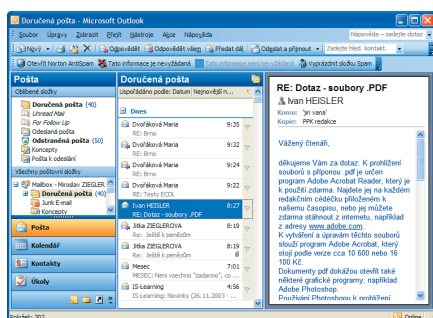 Doručená pošta - Microsoft Outlook
Soubor Úpravy Zobrazit Přejít Nástroje Akce Nápověda
Nápověda – zadejte dotaz
Nový Odpovědět Odpovědět všem Předat dál Odeslat a přijmout Zadejte hled. kontakt.
Otevřít Norton AntiSpam Tato informace je nevyžádaná Tato informace není nevyžádaná Vyprázdnit složku Spam
Pošta
Oblíbené složky
Doručená pošta (40)
Unread Mail
For Follow Up
Odeslaná pošta
Odstraněná pošta (50)
Koncepty
Pošta k odeslání
Všechny poštovní složky
Mailbox - Miroslav ZIEGLER
Doručená pošta (40)
Junk E-mail
Koncepty
Pošta
Kalendář
Kontakty
Úkoly
Doručená pošta
Uspořádáno podle: Datum Nejnovější n...
Dnes
Dvořáková Maria 9:35
RE: Brno
Dvořáková Maria 9:32
RE: Brno
Dvořáková Maria 9:24
RE: Brno
Dvořáková Maria 9:22
RE: Testy ECDL
Ivan HEISLER 8:27
RE: Dotaz - soubory .PDF
Jitka ZIEGLEROVA 8:19
Re: Ještě k penězům
Jitka ZIEGLEROVA 8:19
Re: Ještě k penězům
Mesec 7:01
MESEC: Není všechno "zadarmo", co ...
IS-Learning 4:56
IS-Learning: Novinky (26.11.2003 - ...
RE: Dotaz - soubory .PDF
Ivan HEISLER
Komu: 'jiri vana'
Kopie: PPK redakce
Vážený čtenáři,
děkujeme Vám za dotaz. K prohlížení
souborů s příponou .pdf je určen
program Adobe Acrobat Reader, který je
k použití zdarma. Najdete jej na každém
redakčním cédéčku přiloženém k
našemu časopisu, nebo jej můžete
zdarma stáhnout z internetu, například
z adresy www.adobe.com.
K vytváření a úpravám těchto souborů
slouží program Adobe Acrobat, který
stojí podle verze cca 10 600 nebo 16
100 Kč.
Dokumenty pdf dokážou otevřít také
některé grafické programy, například
Adobe Photoshop.
Používání Photoshopu k prohlížení
Položek: 302
Online